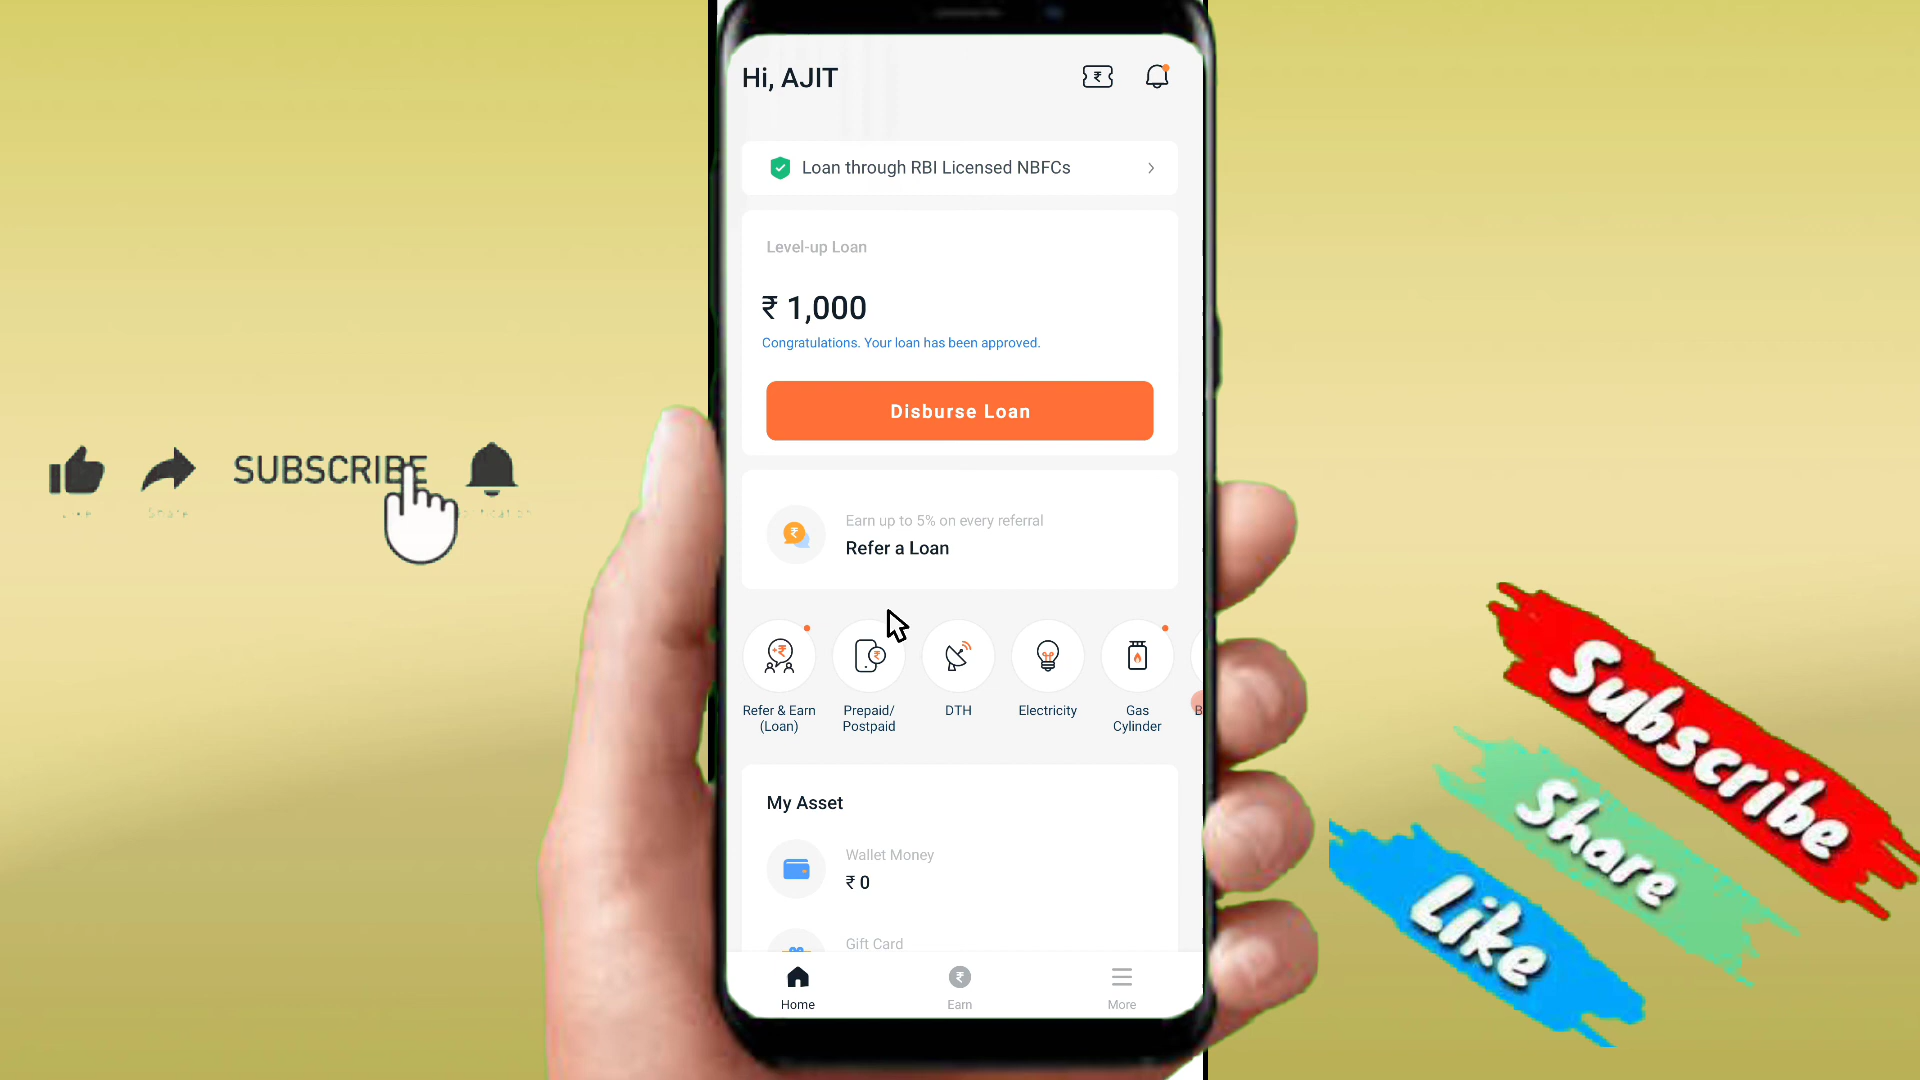 Hi, AJIT
Loan through RBI Licensed NBFCs
Level-up Loan
₹ 1,000
Congratulations. Your loan has been approved.
Disburse Loan
Earn up to 5% on every referral
Refer a Loan
Refer & Earn
(Loan)
Prepaid/
Postpaid
DTH
Electricity
Gas
Cylinder
B
My Asset
Wallet Money
₹ 0
Gift Card
Home
Earn
More
SUBSCRIBE
Share
Subscribe
Share
Like